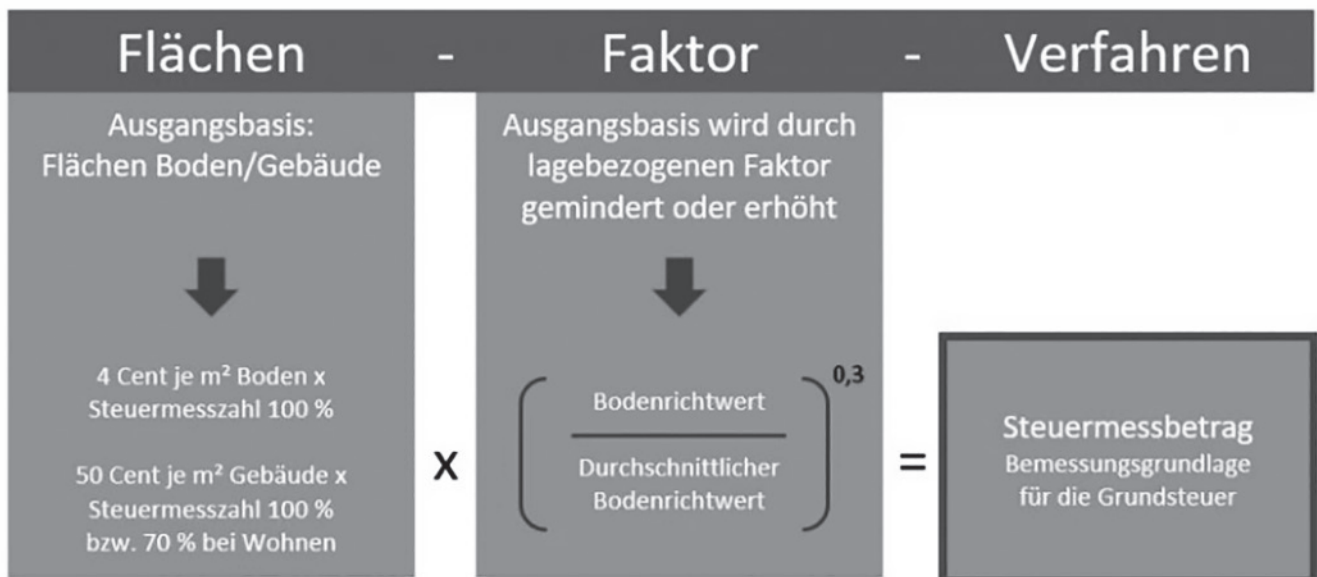 Flächen - Faktor - Verfahren
Ausgangsbasis:
Flächen Boden/Gebäude
4 Cent je m² Boden x
Steuermesszahl 100 %
50 Cent je m² Gebäude x
Steuermesszahl 100 %
bzw. 70 % bei Wohnen
x
Ausgangsbasis wird durch
lagebezogenen Faktor
gemindert oder erhöht
Bodenrichtwert
Durchschnittlicher
Bodenrichtwert
0,3
=
Steuermessbetrag
Bemessungsgrundlage
für die Grundsteuer